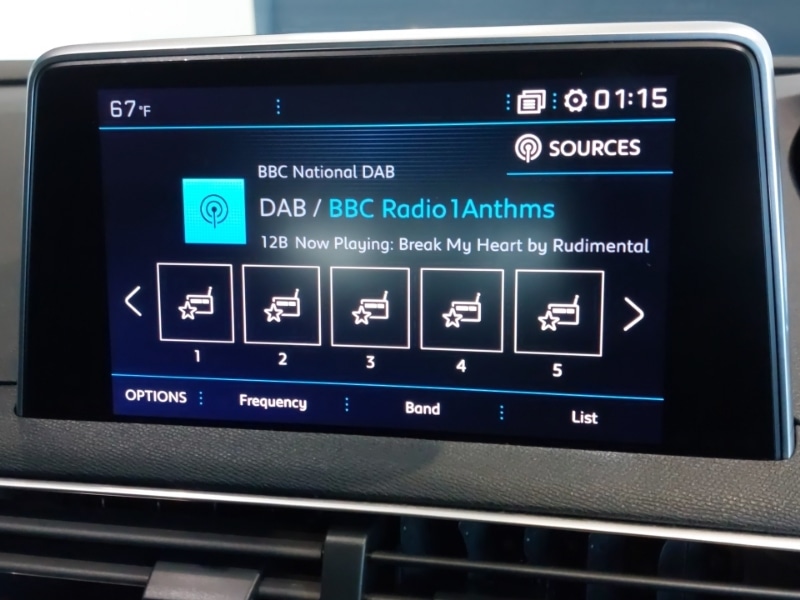 67°F 01:15
SOURCES
BBC National DAB
DAB / BBC Radio1Anthms
12B Now Playing: Break My Heart by Rudimental
1 2 3 4 5
OPTIONS Frequency Band List